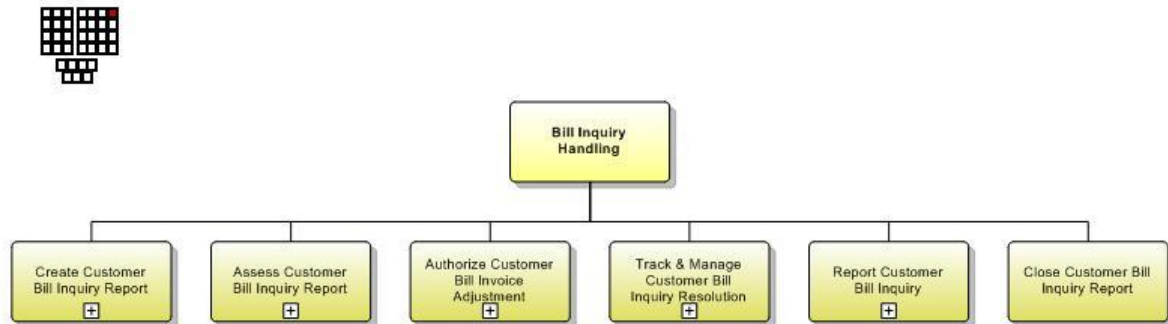 Bill Inquiry
Handling
Create Customer
Bill Inquiry Report
Assess Customer
Bill Inquiry Report
Authorize Customer
Bill Invoice
Adjustment
Track & Manage
Customer Bill
Inquiry Resolution
Report Customer
Bill Inquiry
Close Customer Bill
Inquiry Report